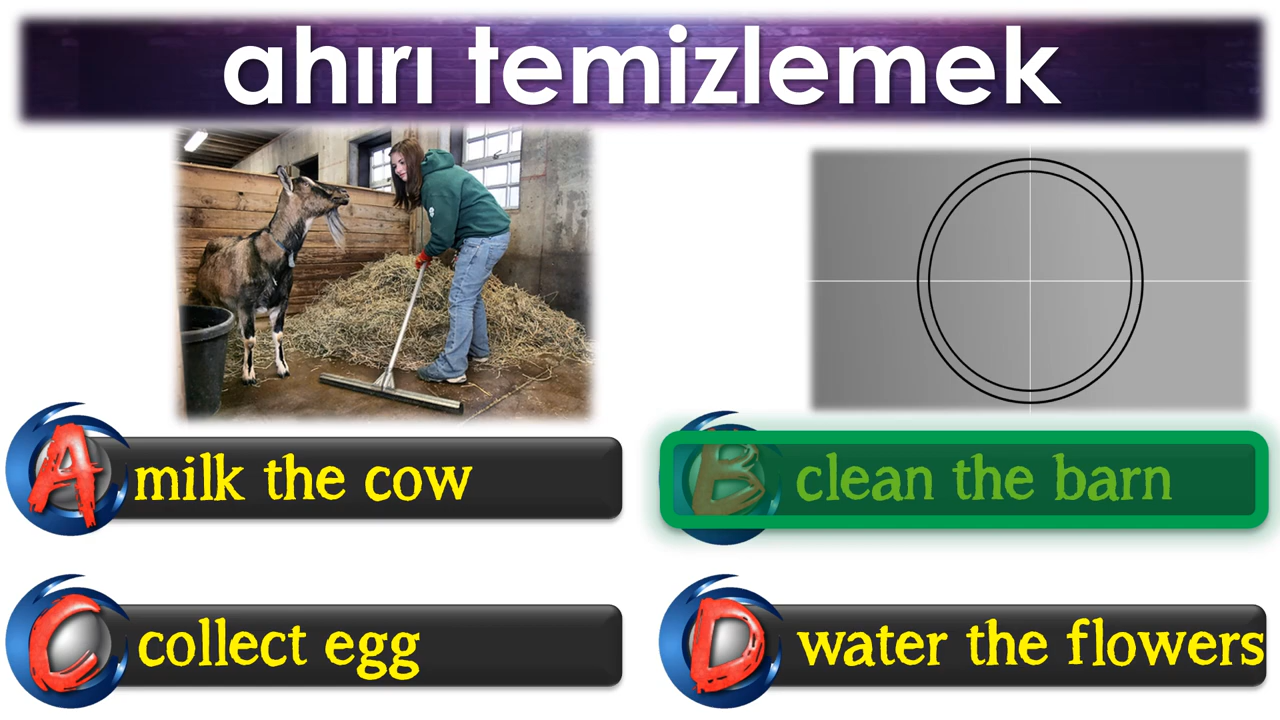 ahırı temizlemek
A milk the cow
B clean the barn
C collect egg
D water the flowers